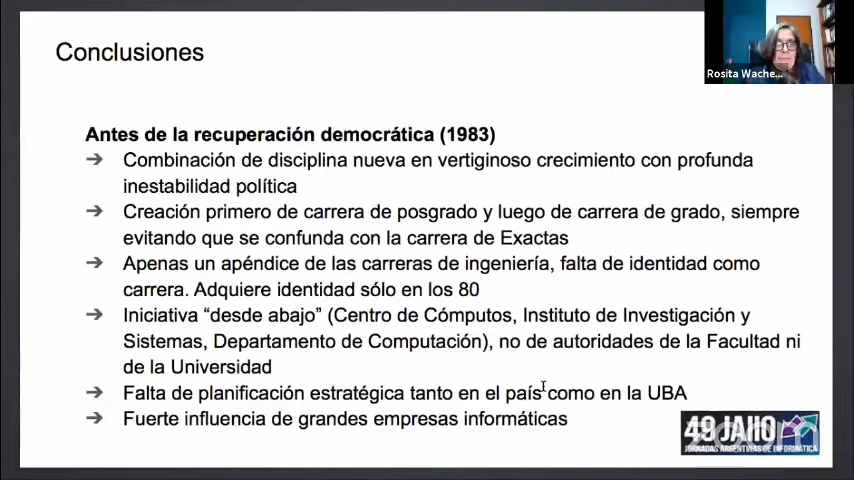 Conclusiones
Rosita Wache...
Antes de la recuperación democrática (1983)
➔ Combinación de disciplina nueva en vertiginoso crecimiento con profunda
inestabilidad política
➔ Creación primero de carrera de posgrado y luego de carrera de grado, siempre
evitando que se confunda con la carrera de Exactas
➔ Apenas un apéndice de las carreras de ingeniería, falta de identidad como
carrera. Adquiere identidad sólo en los 80
➔ Iniciativa “desde abajo” (Centro de Cómputos, Instituto de Investigación y
Sistemas, Departamento de Computación), no de autoridades de la Facultad ni
de la Universidad
➔ Falta de planificación estratégica tanto en el país como en la UBA
➔ Fuerte influencia de grandes empresas informáticas
49 JAIIO
zoom
JORNADAS ARGENTINAS DE INFORMÁTICA